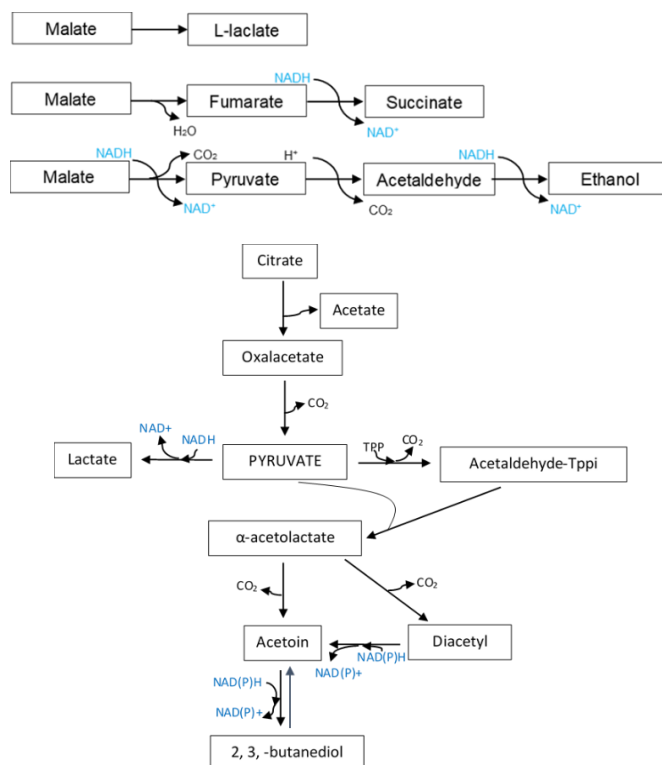 Malate L-laclate
NADH
Malate Fumarate Succinate
H₂O NAD⁺
NADH CO₂ H⁺ NADH
Malate Pyruvate Acetaldehyde Ethanol
NAD⁺ CO₂ NAD⁺
Citrate
Acetate
Oxalacetate
CO₂
NAD+ NADH TPP CO₂
Lactate PYRUVATE Acetaldehyde-Tppi
α-acetolactate
CO₂ CO₂
Acetoin Diacetyl
NAD(P)H
NAD(P)+
NAD(P)H
NAD(P)+
2, 3, -butanediol